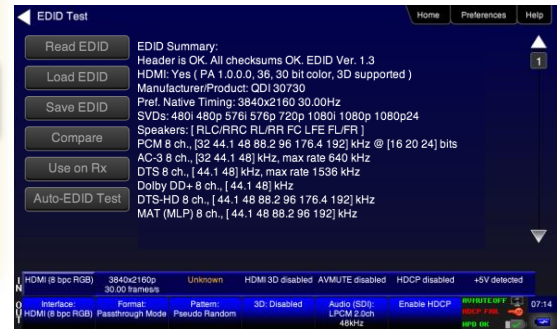 EDID Test
Home Preferences Help
Read EDID
Load EDID
Save EDID
Compare
Use on Rx
Auto-EDID Test
EDID Summary:
Header is OK. All checksums OK. EDID Ver. 1.3
HDMI: Yes ( PA 1.0.0.0, 36, 30 bit color, 3D supported )
Manufacturer/Product: QDI 30730
Pref. Native Timing: 3840x2160 30.00Hz
SVDs: 480i 480p 576i 576p 720p 1080i 1080p 1080p24
Speakers: [ RLC/RRC RL/RR FC LFE FL/FR ]
PCM 8 ch., [32 44.1 48 88.2 96 176.4 192] kHz @ [16 20 24] bits
AC-3 8 ch., [32 44.1 48] kHz, max rate 640 kHz
DTS 8 ch., [ 44.1 48] kHz, max rate 1536 kHz
Dolby DD+ 8 ch., [ 44.1 48] kHz
DTS-HD 8 ch., [ 44.1 48 88.2 96 176.4 192] kHz
MAT (MLP) 8 ch., [ 44.1 48 88.2 96 192] kHz
1
IN
HDMI (8 bpc RGB)
3840x2160p
30.00 frames/s
Unknown
HDMI 3D disabled
AVMUTE disabled
HDCP disabled
+5V detected
OUT
Interface:
HDMI (8 bpc RGB)
Format:
Passthrough Mode
Pattern:
Pseudo Random
3D: Disabled
Audio (SDI):
LPCM 2.0ch
48kHz
Enable HDCP
AVMUTE OFF
HDCP FAIL
HPD OK
07:14